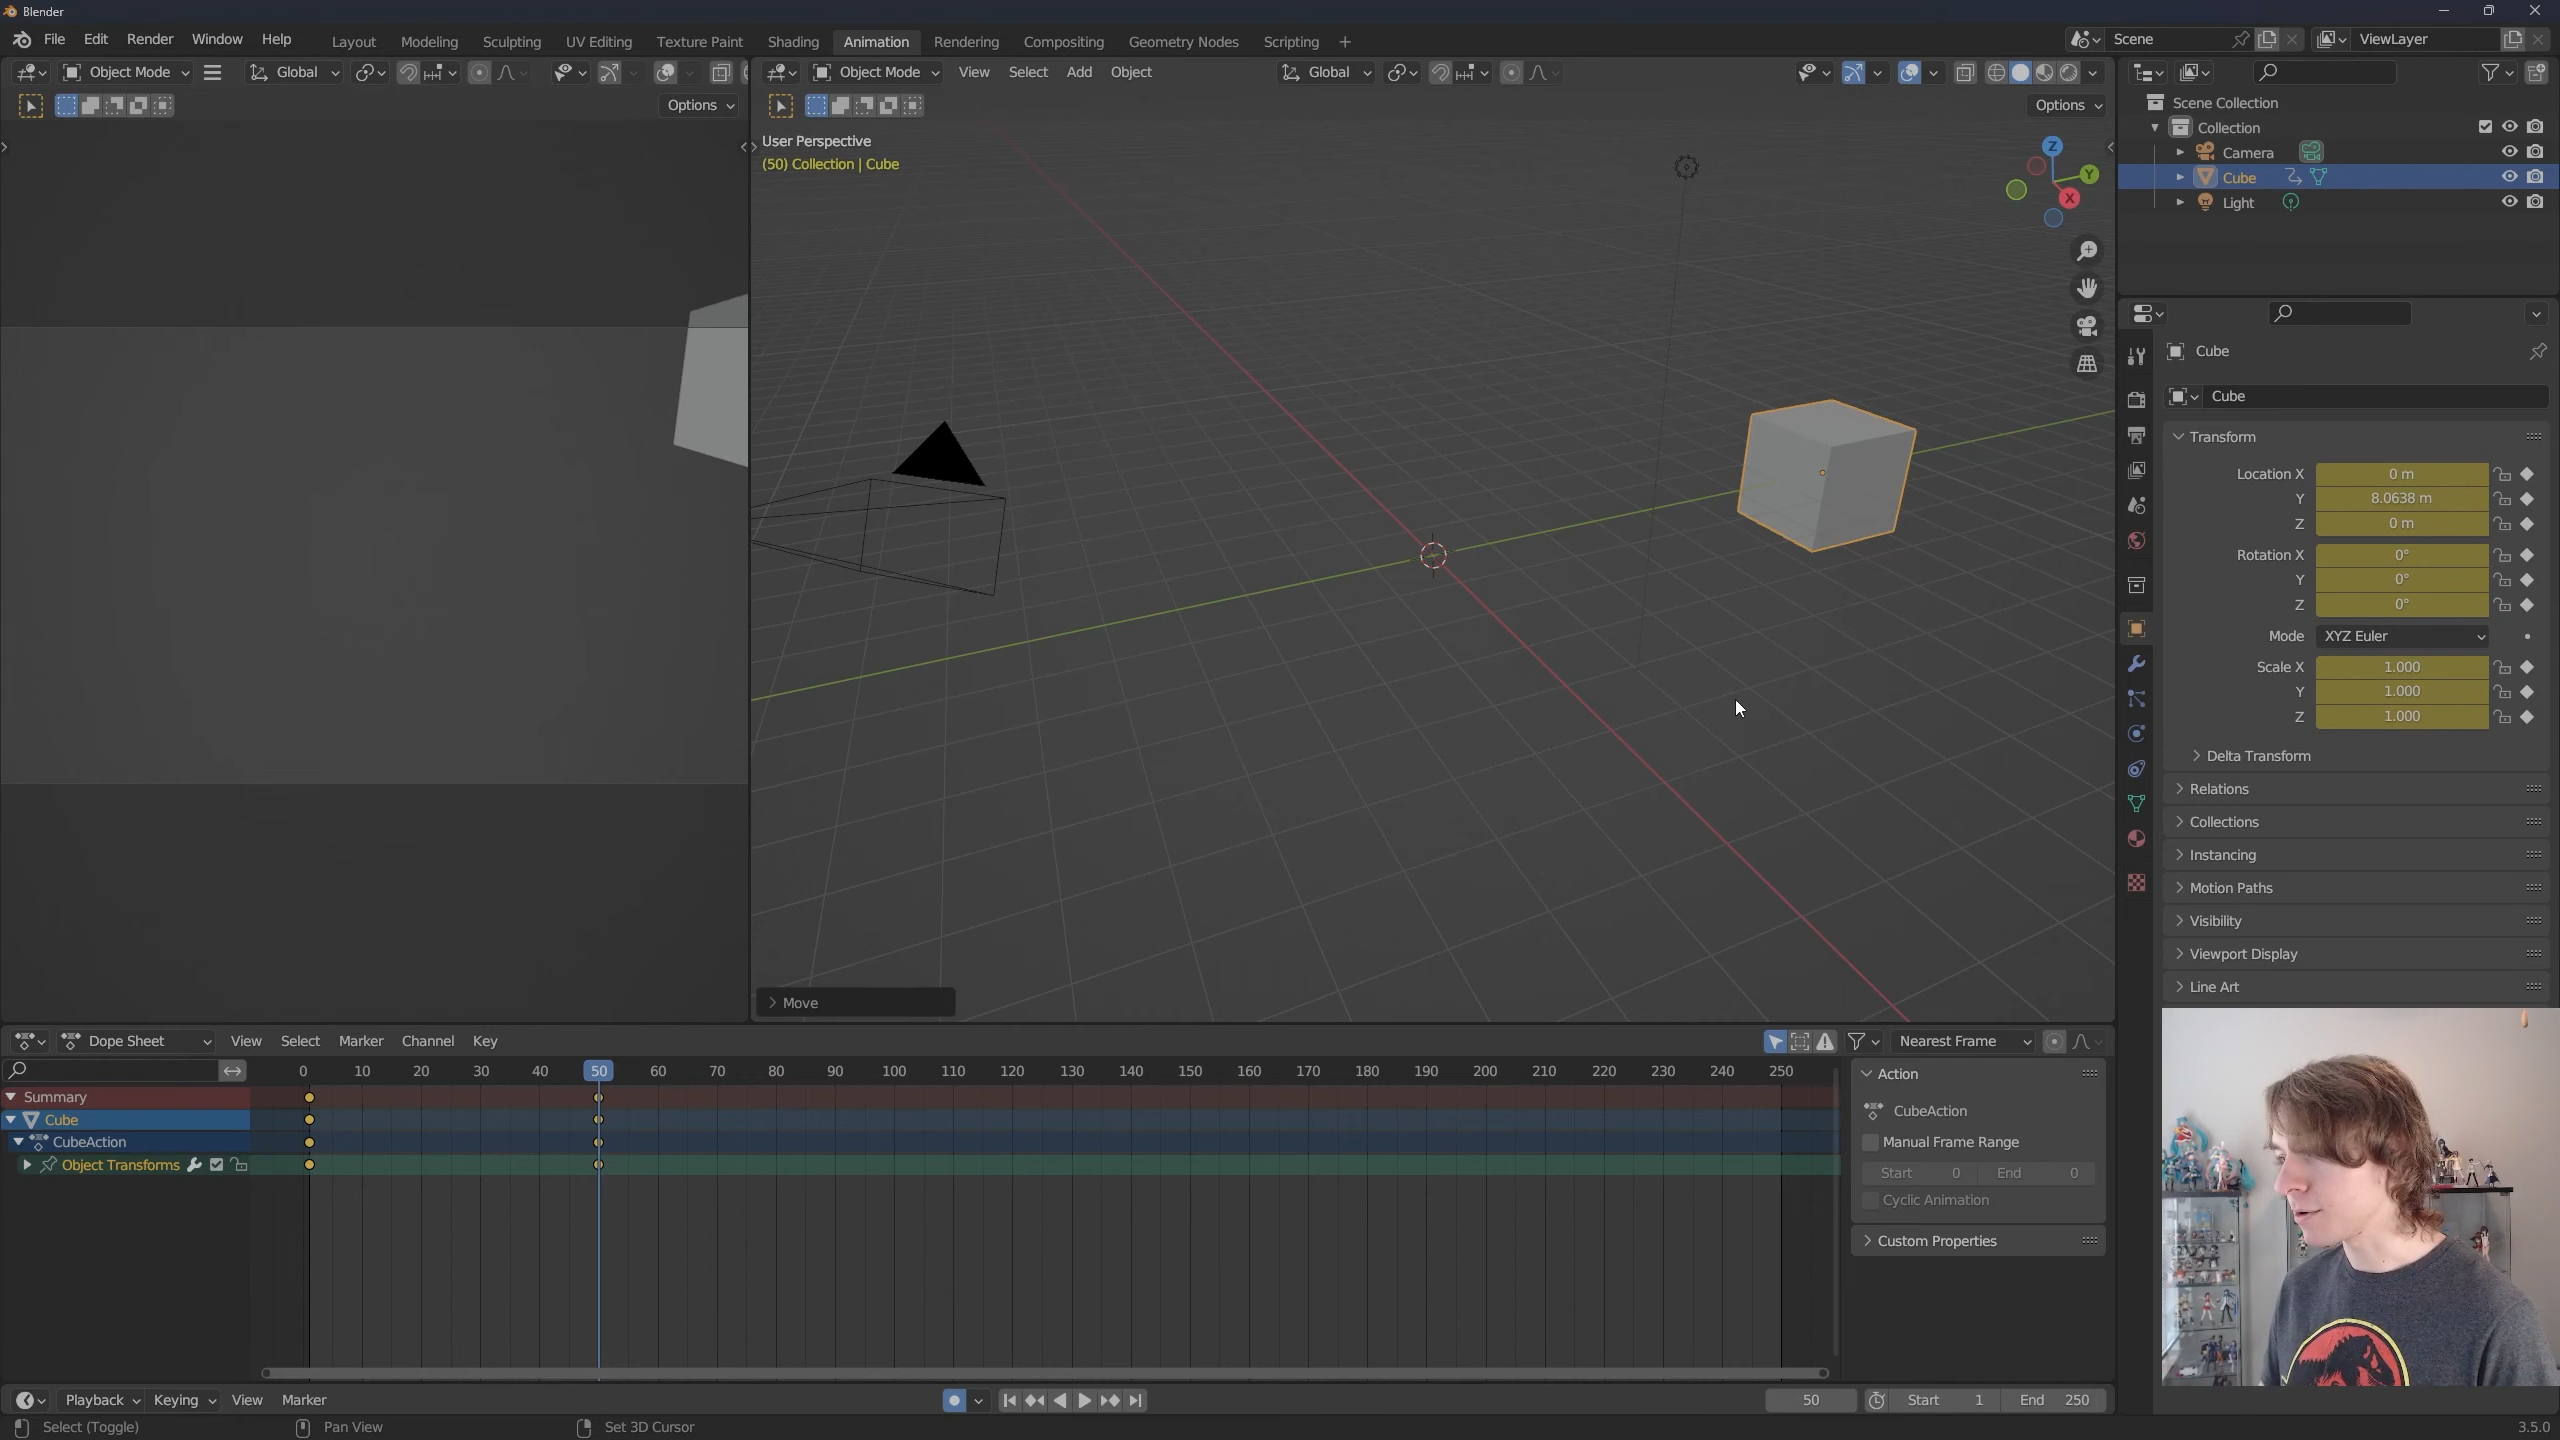 Blender
File Edit Render Window Help Layout Modeling Sculpting UV Editing Texture Paint Shading Animation Rendering Compositing Geometry Nodes Scripting + Scene ViewLayer
Object Mode Global Object Mode View Select Add Object Global
Options Options
User Perspective
(50) Collection | Cube
Z
Y
X
Scene Collection
Collection
Camera
Cube
Light
Cube
Cube
Transform
Location X 0 m
Y 8.0638 m
Z 0 m
Rotation X 0°
Y 0°
Z 0°
Mode XYZ Euler
Scale X 1.000
Y 1.000
Z 1.000
Delta Transform
Relations
Collections
Instancing
Motion Paths
Visibility
Viewport Display
Line Art
Move
Dope Sheet View Select Marker Channel Key Nearest Frame
0 10 20 30 40 50 60 70 80 90 100 110 120 130 140 150 160 170 180 190 200 210 220 230 240 250
Summary
Cube
CubeAction
Object Transforms
Action
CubeAction
Manual Frame Range
Start 0 End 0
Cyclic Animation
Custom Properties
Playback Keying View Marker 50 Start 1 End 250
Select (Toggle) Pan View Set 3D Cursor 3.5.0